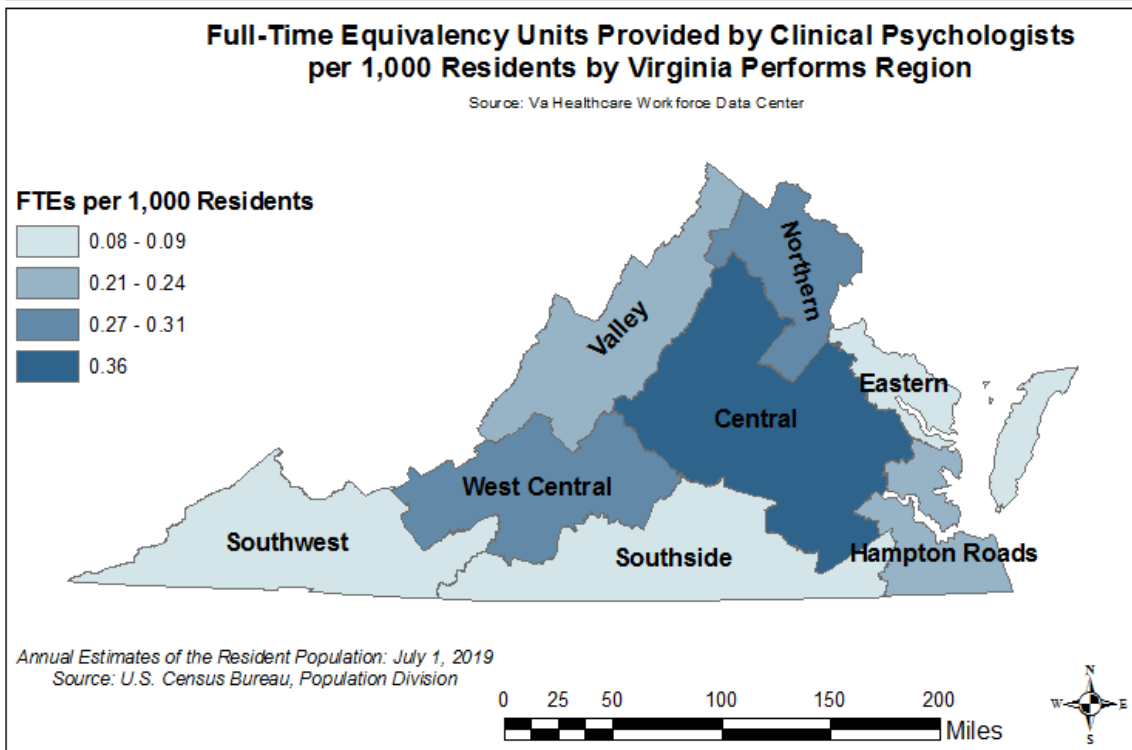 Full-Time Equivalency Units Provided by Clinical Psychologists
per 1,000 Residents by Virginia Performs Region
Source: Va Healthcare Workforce Data Center
FTEs per 1,000 Residents
0.08 - 0.09
0.21 - 0.24
0.27 - 0.31
0.36
Northern
Valley
Eastern
Central
West Central
Southwest
Southside
Hampton Roads
Annual Estimates of the Resident Population: July 1, 2019
Source: U.S. Census Bureau, Population Division
0 25 50 100 150 200
Miles
N
W E
S